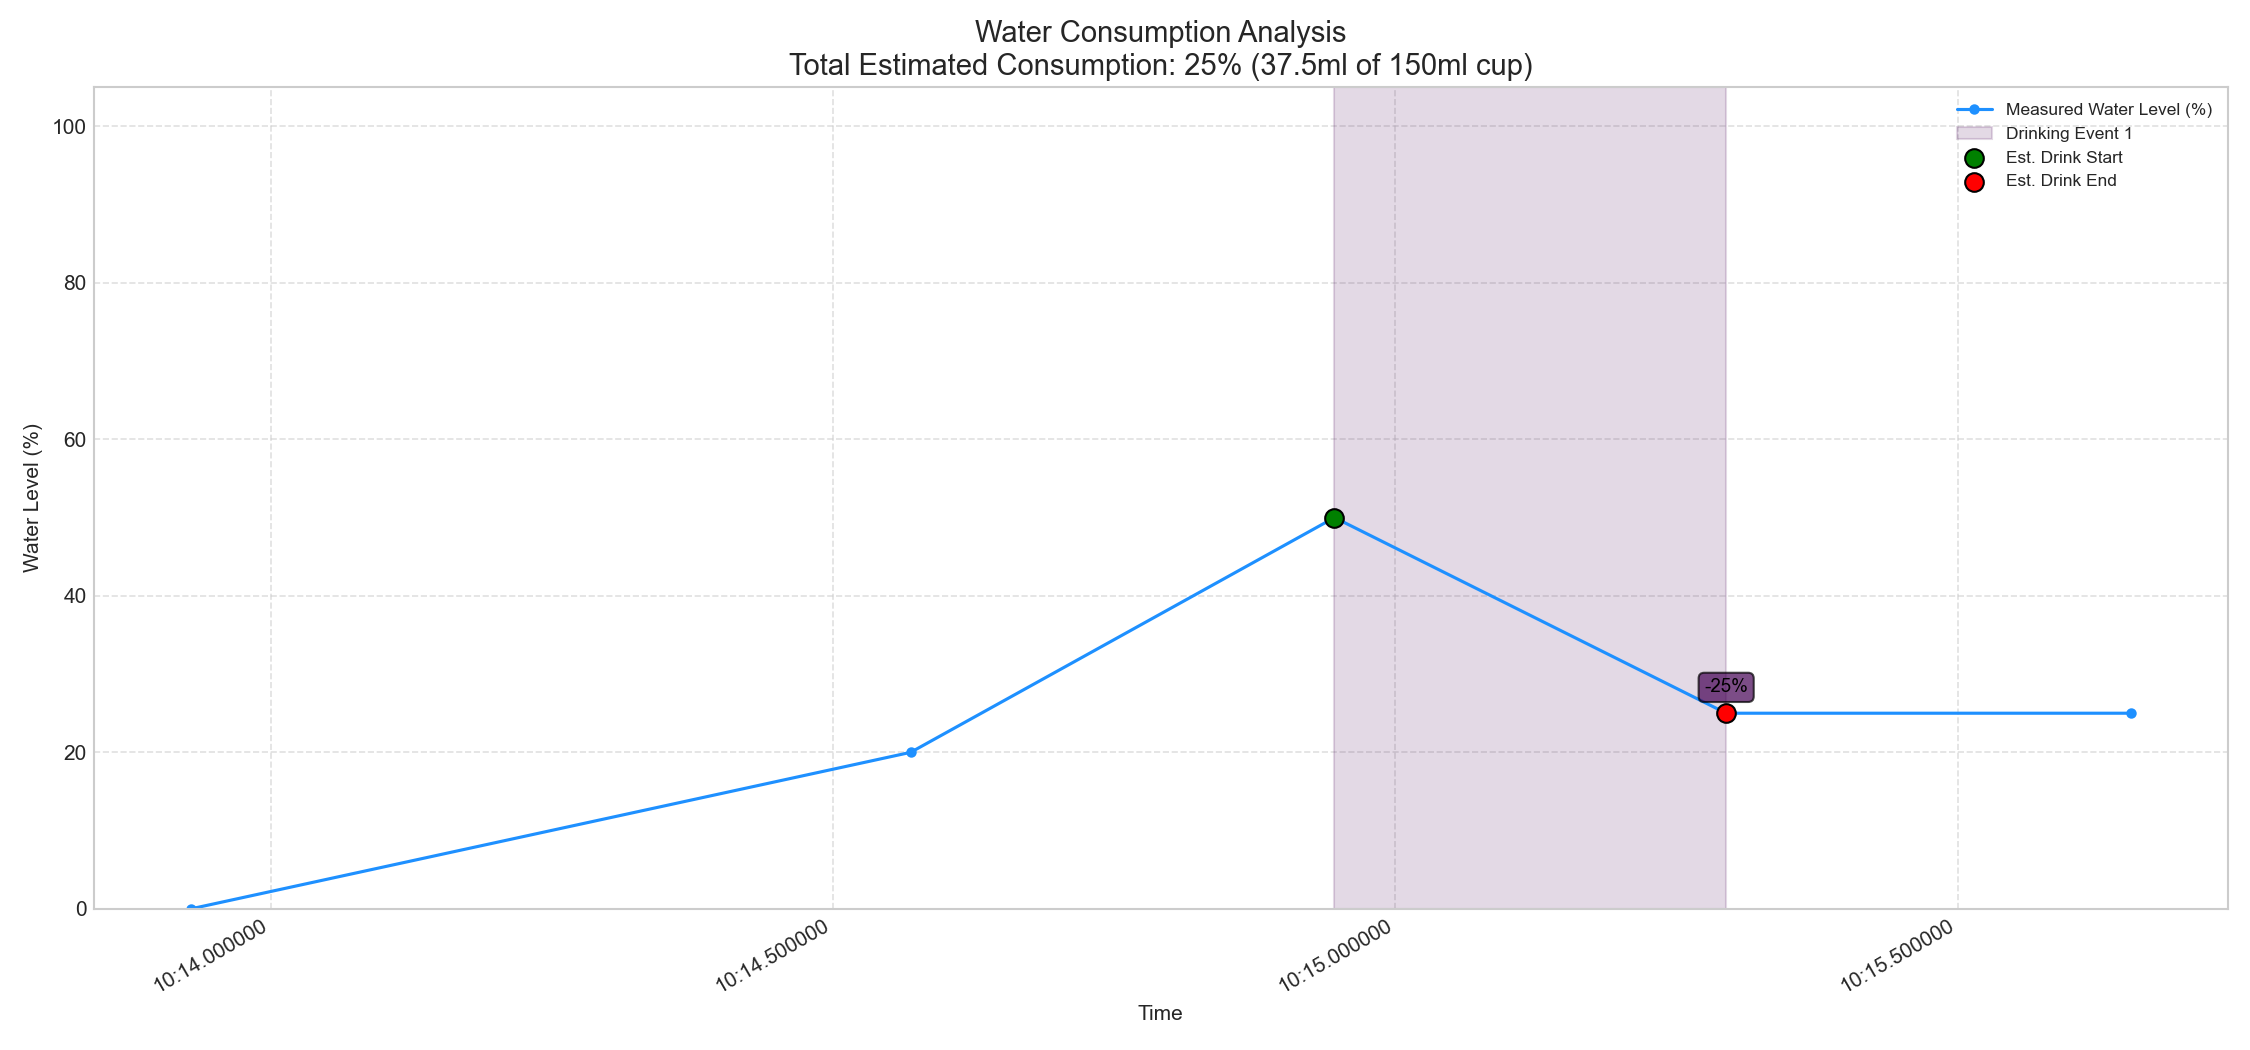 Water Consumption Analysis
Total Estimated Consumption: 25% (37.5ml of 150ml cup)
Measured Water Level (%)
Drinking Event 1
Est. Drink Start
Est. Drink End
100
80
60
40
20
0
Water Level (%)
-25%
10:14.000000
10:14.500000
10:15.000000
10:15.500000
Time